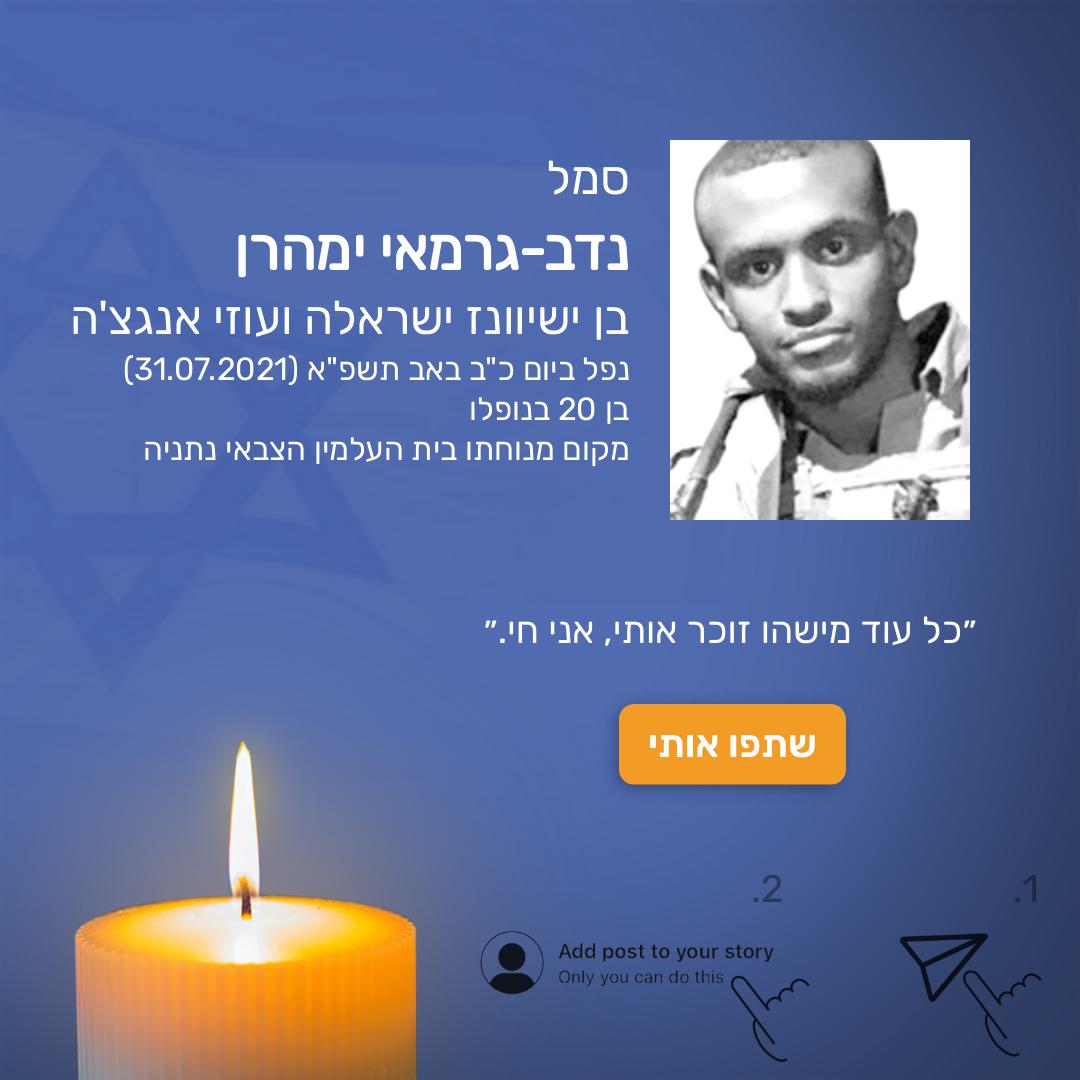 סמל
נדב-גרמאי ימהרן
בן ישיוונז ישראלה ועוזי אנגצ'ה
נפל ביום כ"ב באב תשפ"א (31.07.2021)
בן 20 בנופלו
מקום מנוחתו בית העלמין הצבאי נתניה
״כל עוד מישהו זוכר אותי, אני חי.״
שתפו אותי
1.
2.
Add post to your story
Only you can do this